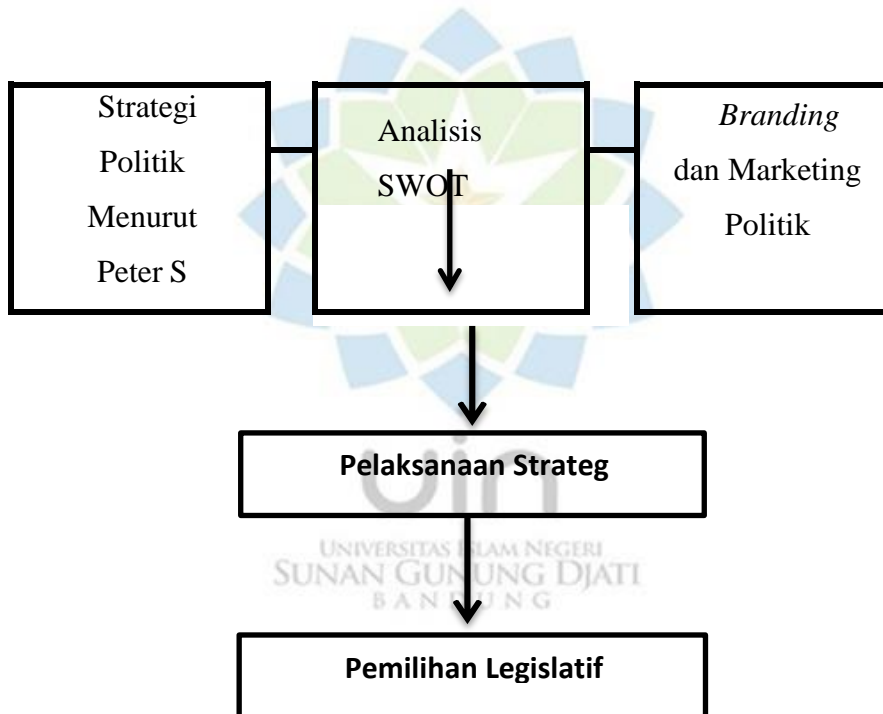 Strategi
Politik
Menurut
Peter S
Analisis
SWOT
Branding
dan Marketing
Politik
Pelaksanaan Strateg
uin
UNIVERSITAS ISLAM NEGERI
SUNAN GUNUNG DJATI
BANDUNG
Pemilihan Legislatif